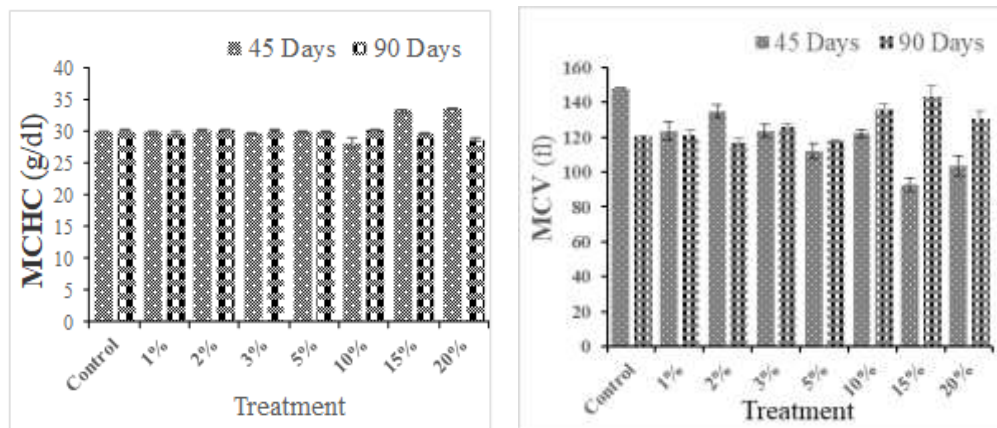 45 Days 90 Days
40
35
30
25
20
15
10
5
0
MCHC (g/dl)
Control 1% 2% 3% 5% 10% 15% 20%
Treatment
45 Days 90 Days
160
140
120
100
80
60
40
20
0
MCV (fl)
Control 1% 2% 3% 5% 10% 15% 20%
Treatment